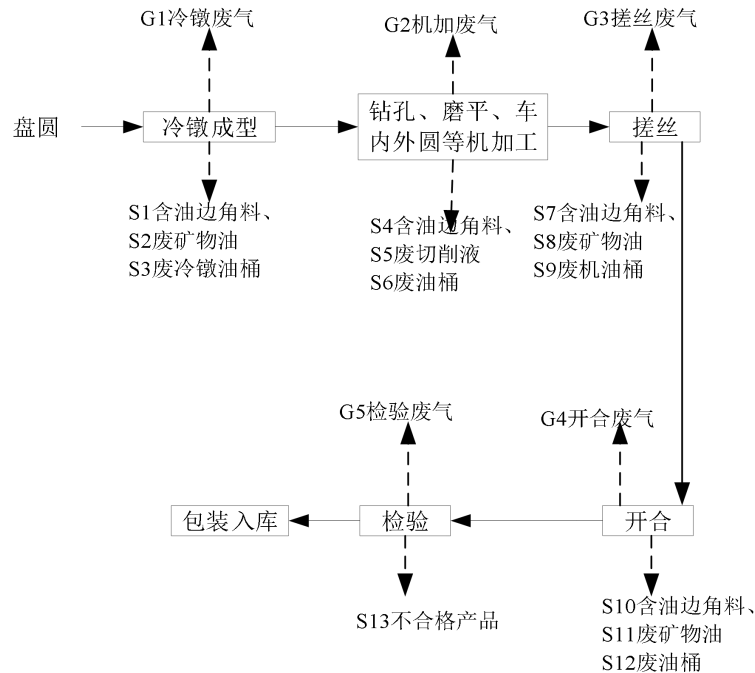 G1冷镦废气
G2机加废气
G3搓丝废气
盘圆
冷镦成型
钻孔、磨平、车
内外圆等机加工
搓丝
S1含油边角料、
S2废矿物油
S3废冷镦油桶
S4含油边角料、
S5废切削液
S6废油桶
S7含油边角料、
S8废矿物油
S9废机油桶
G5检验废气
G4开合废气
包装入库
检验
开合
S13不合格产品
S10含油边角料、
S11废矿物油
S12废油桶